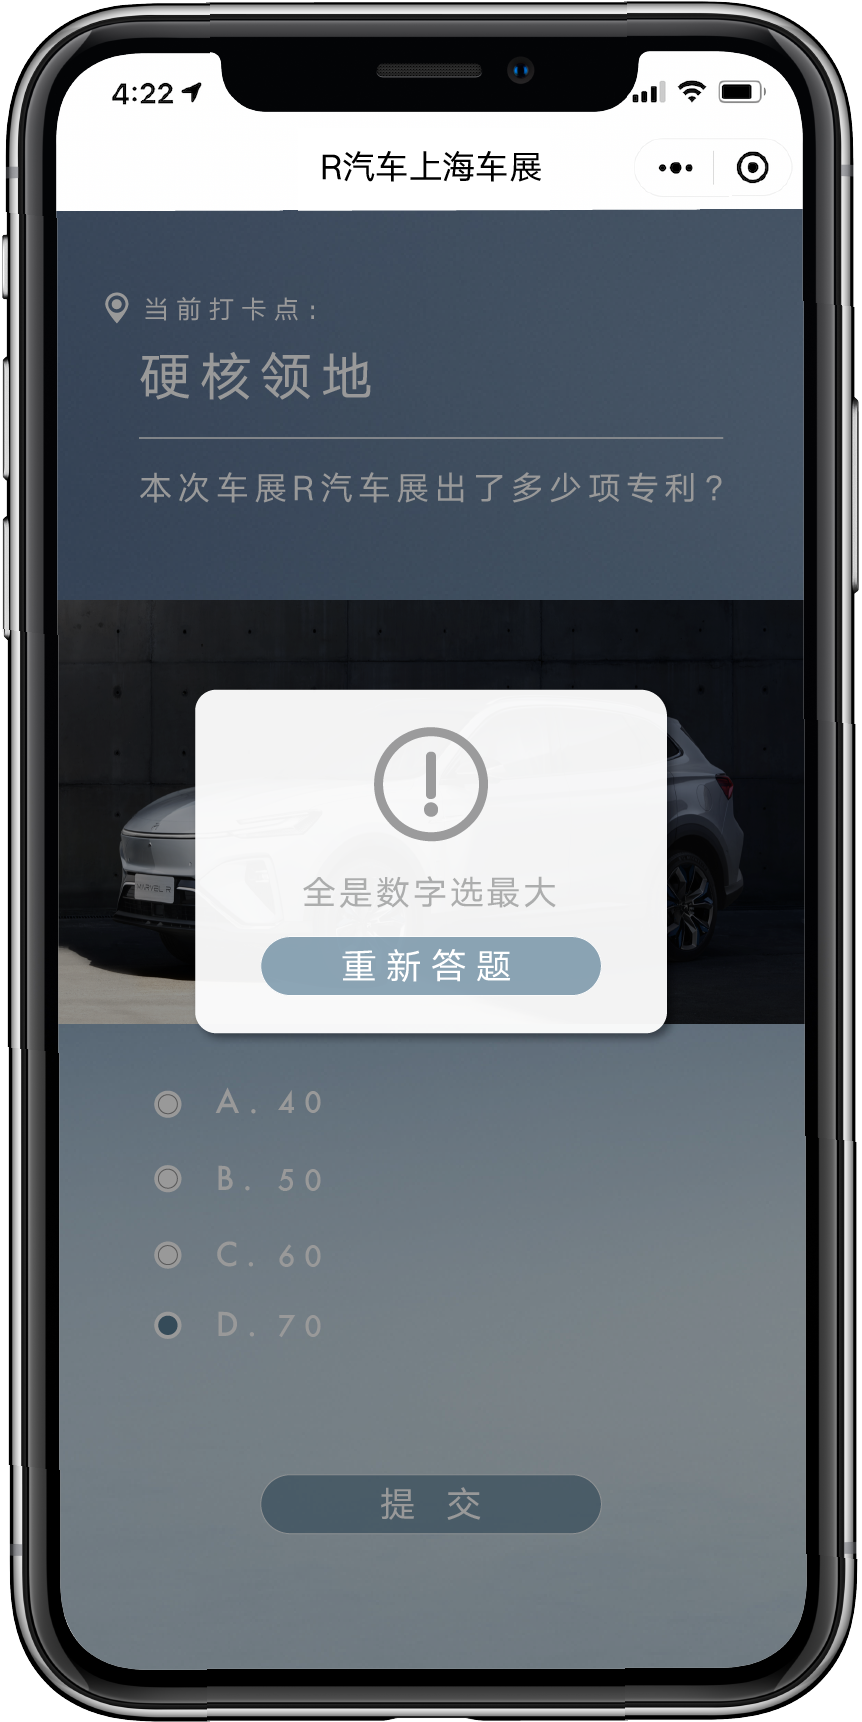 4:22
R汽车上海车展
当前打卡点：
硬核领地
本次车展R汽车展出了多少项专利？
MARVEL R
全是数字选最大
重新答题
A. 40
B. 50
C. 60
D. 70
提 交